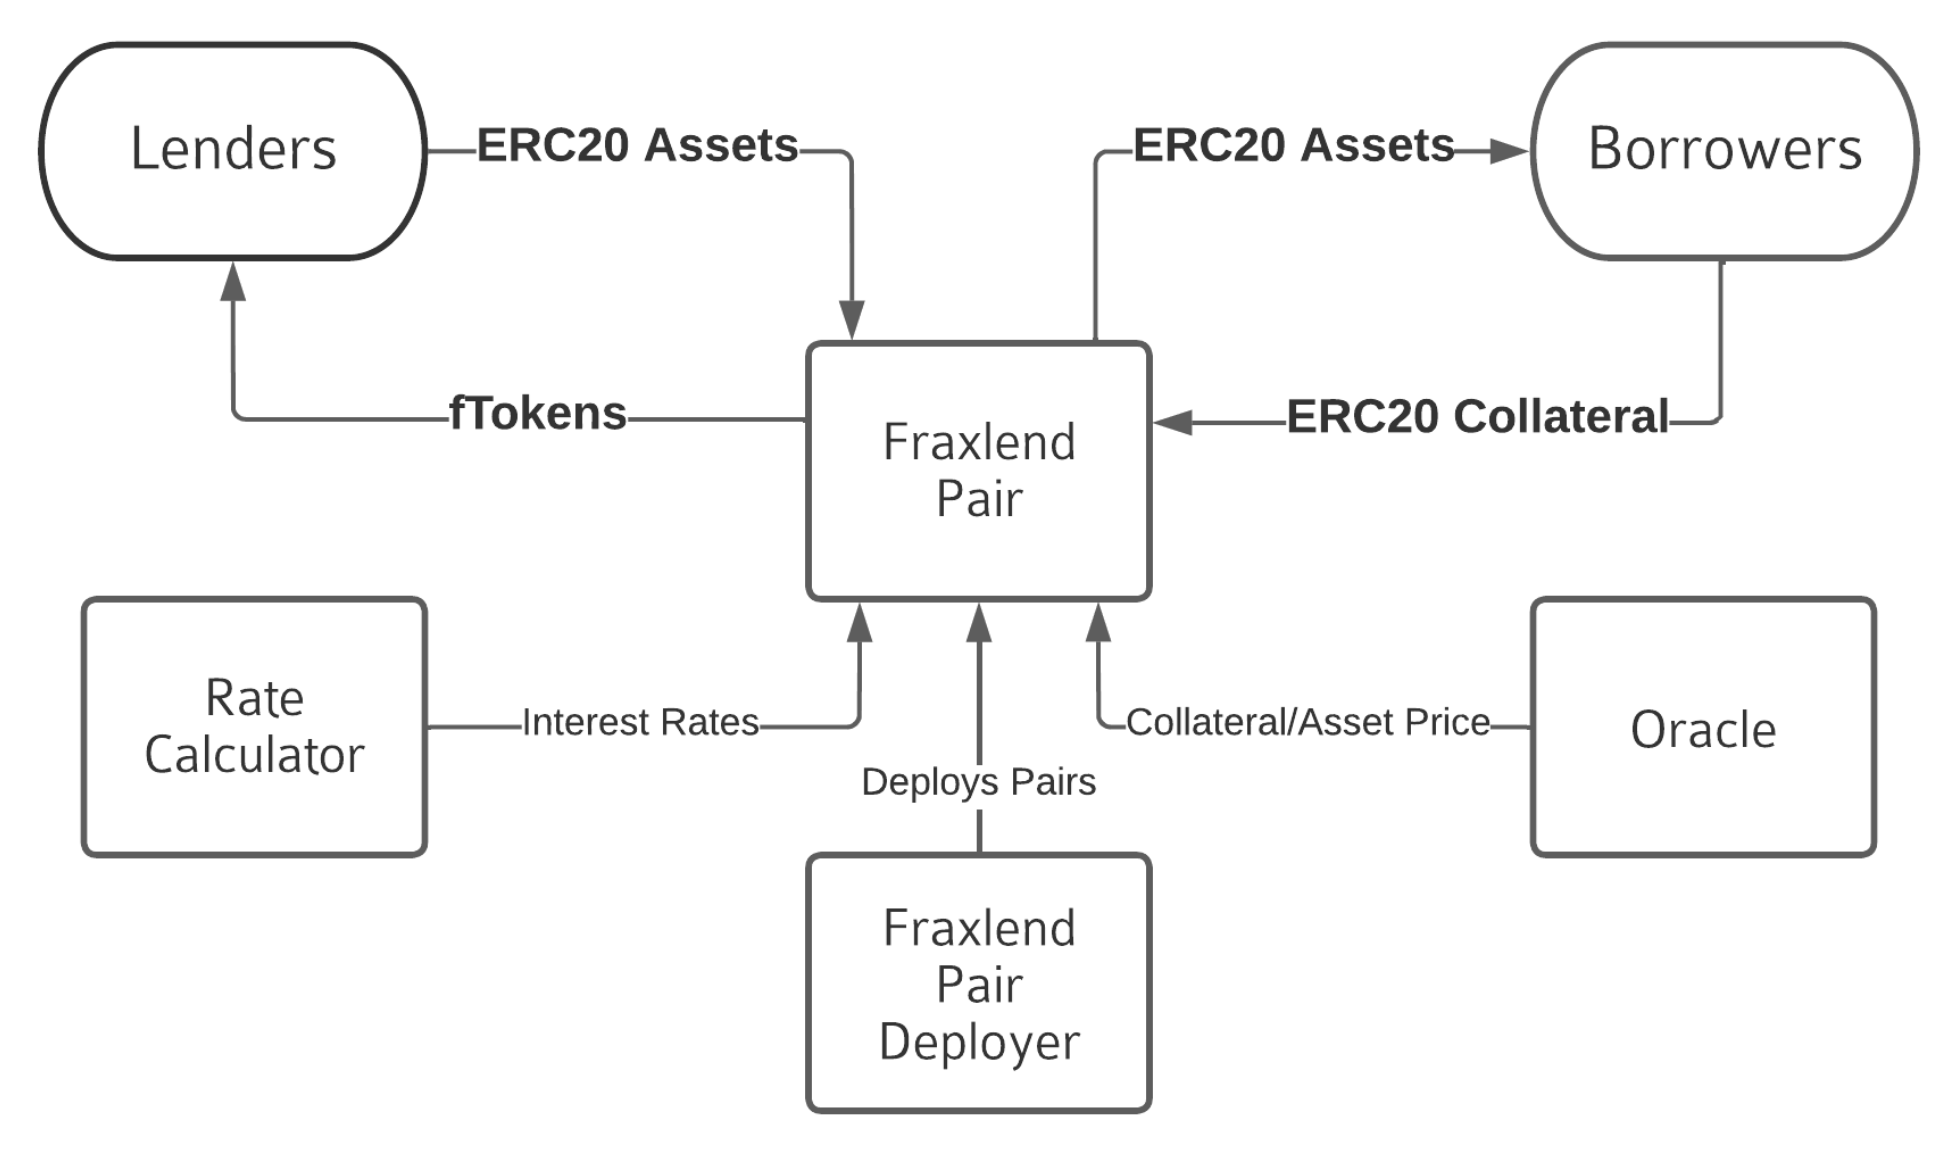 Lenders
ERC20 Assets
ERC20 Assets
Borrowers
fTokens
ERC20 Collateral
Fraxlend
Pair
Rate
Calculator
Interest Rates
Collateral/Asset Price
Oracle
Deploys Pairs
Fraxlend
Pair
Deployer